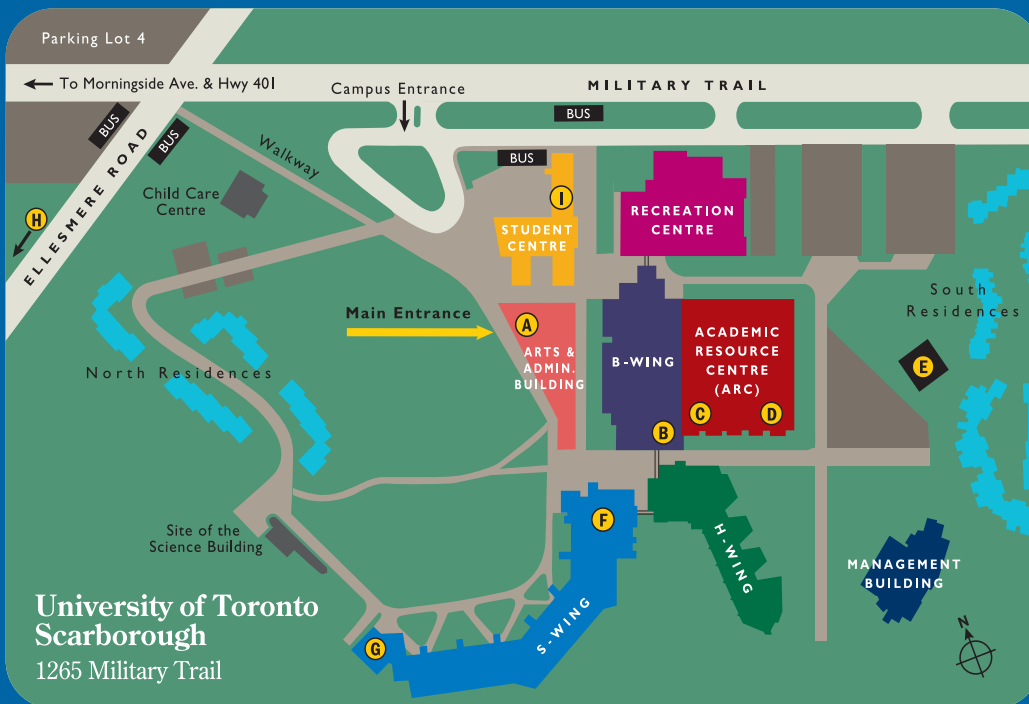 Parking Lot 4
To Morningside Ave. & Hwy 401
Campus Entrance
MILITARY TRAIL
BUS
BUS
BUS
BUS
ELLESMERE ROAD
H
Walkway
Child Care
Centre
I
STUDENT
CENTRE
RECREATION
CENTRE
South
Residences
Main Entrance
A
ARTS &
ADMIN.
BUILDING
B-WING
ACADEMIC
RESOURCE
CENTRE
(ARC)
B
C
D
E
North Residences
F
H-WING
Site of the
Science Building
MANAGEMENT
BUILDING
S-WING
G
University of Toronto
Scarborough
1265 Military Trail
N